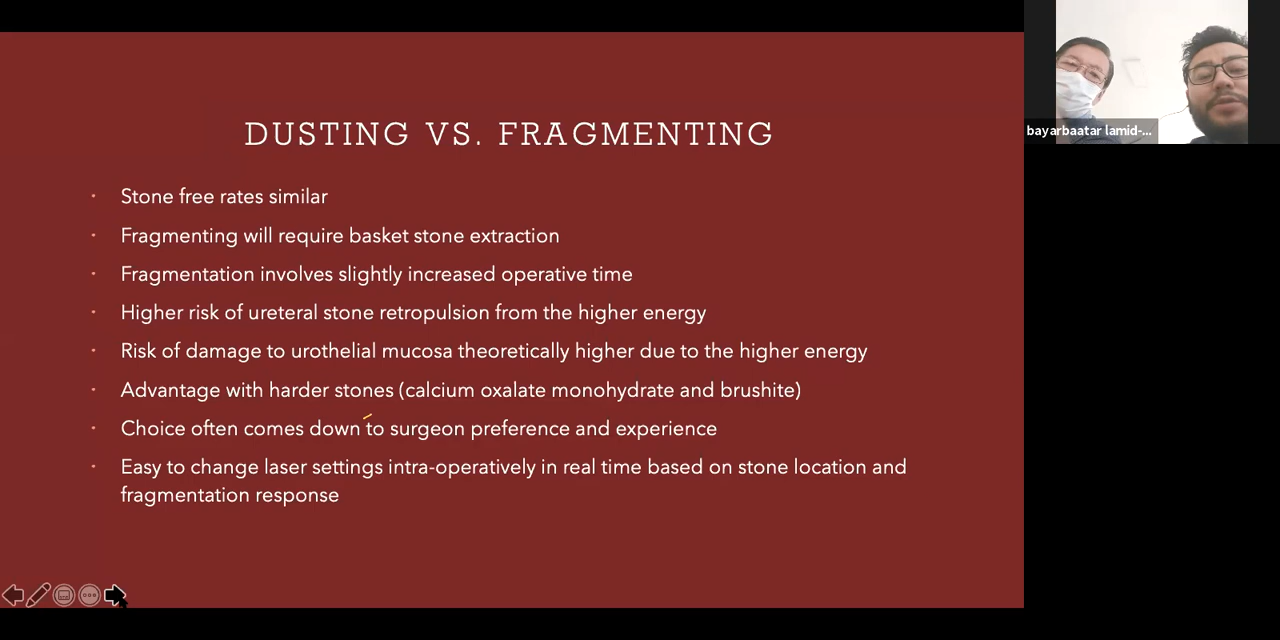 DUSTING VS. FRAGMENTING
Stone free rates similar
Fragmenting will require basket stone extraction
Fragmentation involves slightly increased operative time
Higher risk of ureteral stone retropulsion from the higher energy
Risk of damage to urothelial mucosa theoretically higher due to the higher energy
Advantage with harder stones (calcium oxalate monohydrate and brushite)
Choice often comes down to surgeon preference and experience
Easy to change laser settings intra-operatively in real time based on stone location and
fragmentation response
bayarbaatar lamid-...